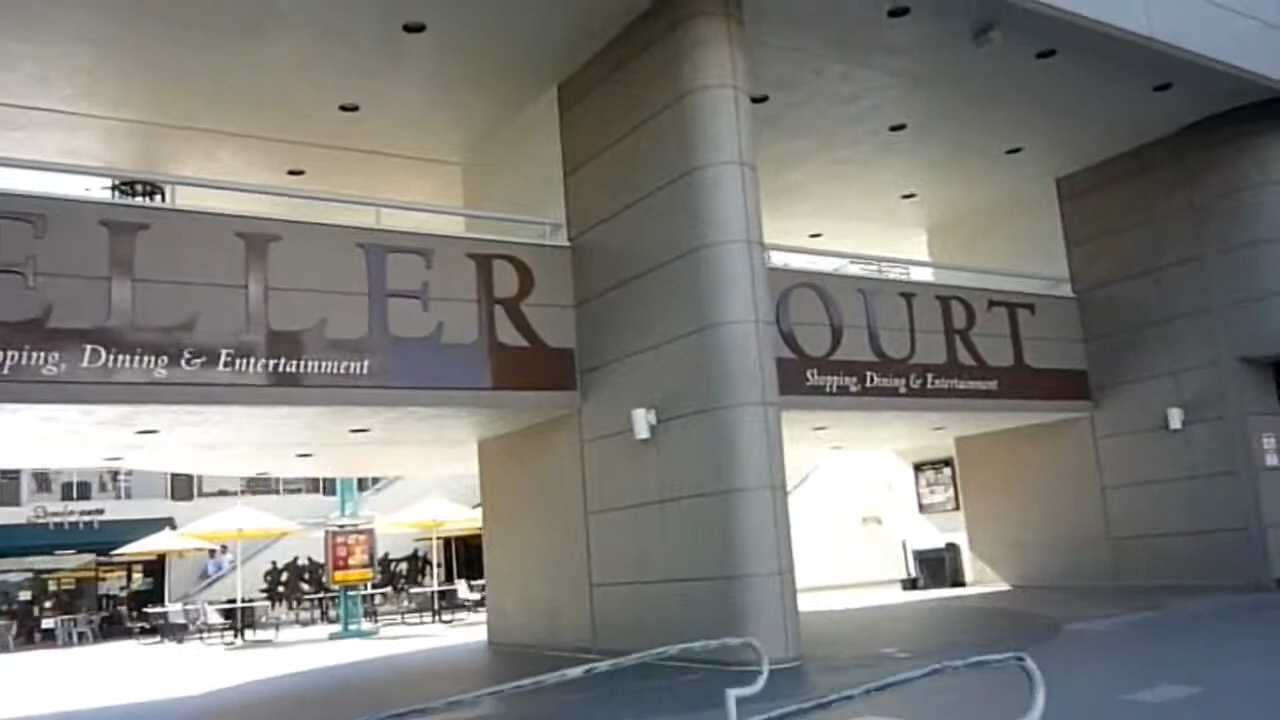 ELLER
pping, Dining & Entertainment
OURT
Shopping, Dining & Entertainment